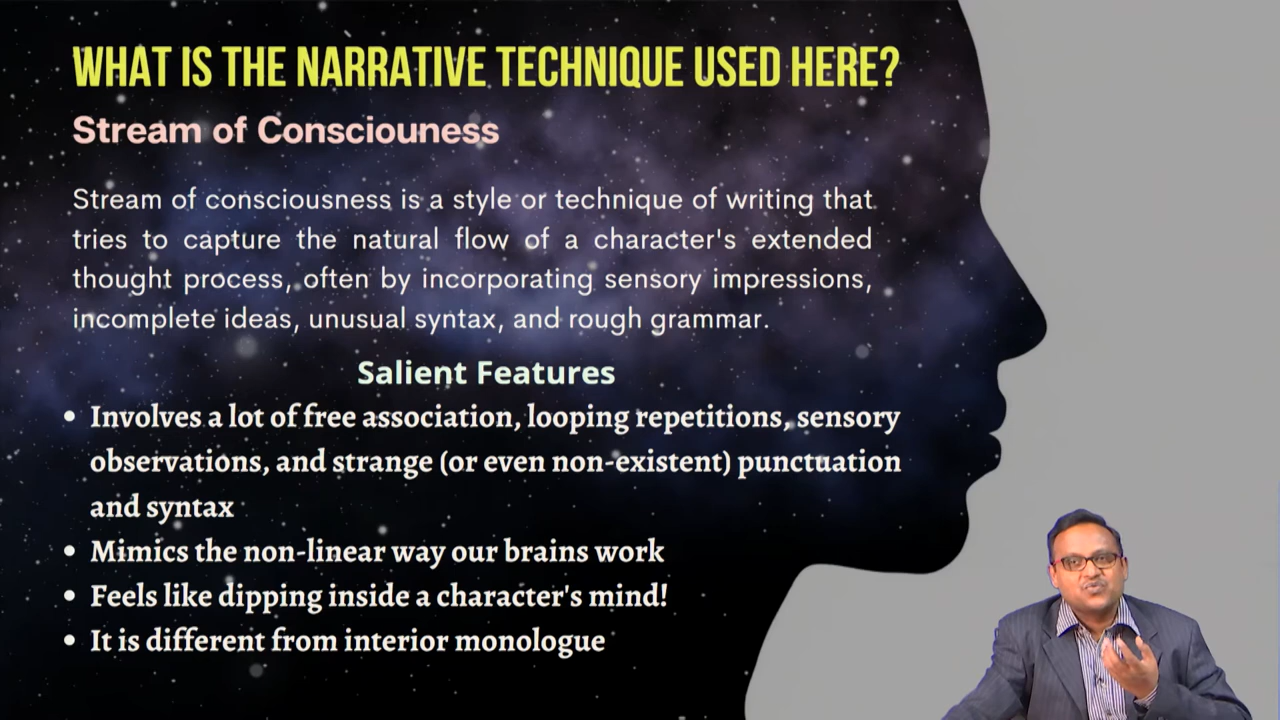 WHAT IS THE NARRATIVE TECHNIQUE USED HERE?
Stream of Consciouness
Stream of consciousness is a style or technique of writing that
tries to capture the natural flow of a character's extended
thought process, often by incorporating sensory impressions,
incomplete ideas, unusual syntax, and rough grammar.
Salient Features
• Involves a lot of free association, looping repetitions, sensory
observations, and strange (or even non-existent) punctuation
and syntax
• Mimics the non-linear way our brains work
• Feels like dipping inside a character's mind!
• It is different from interior monologue